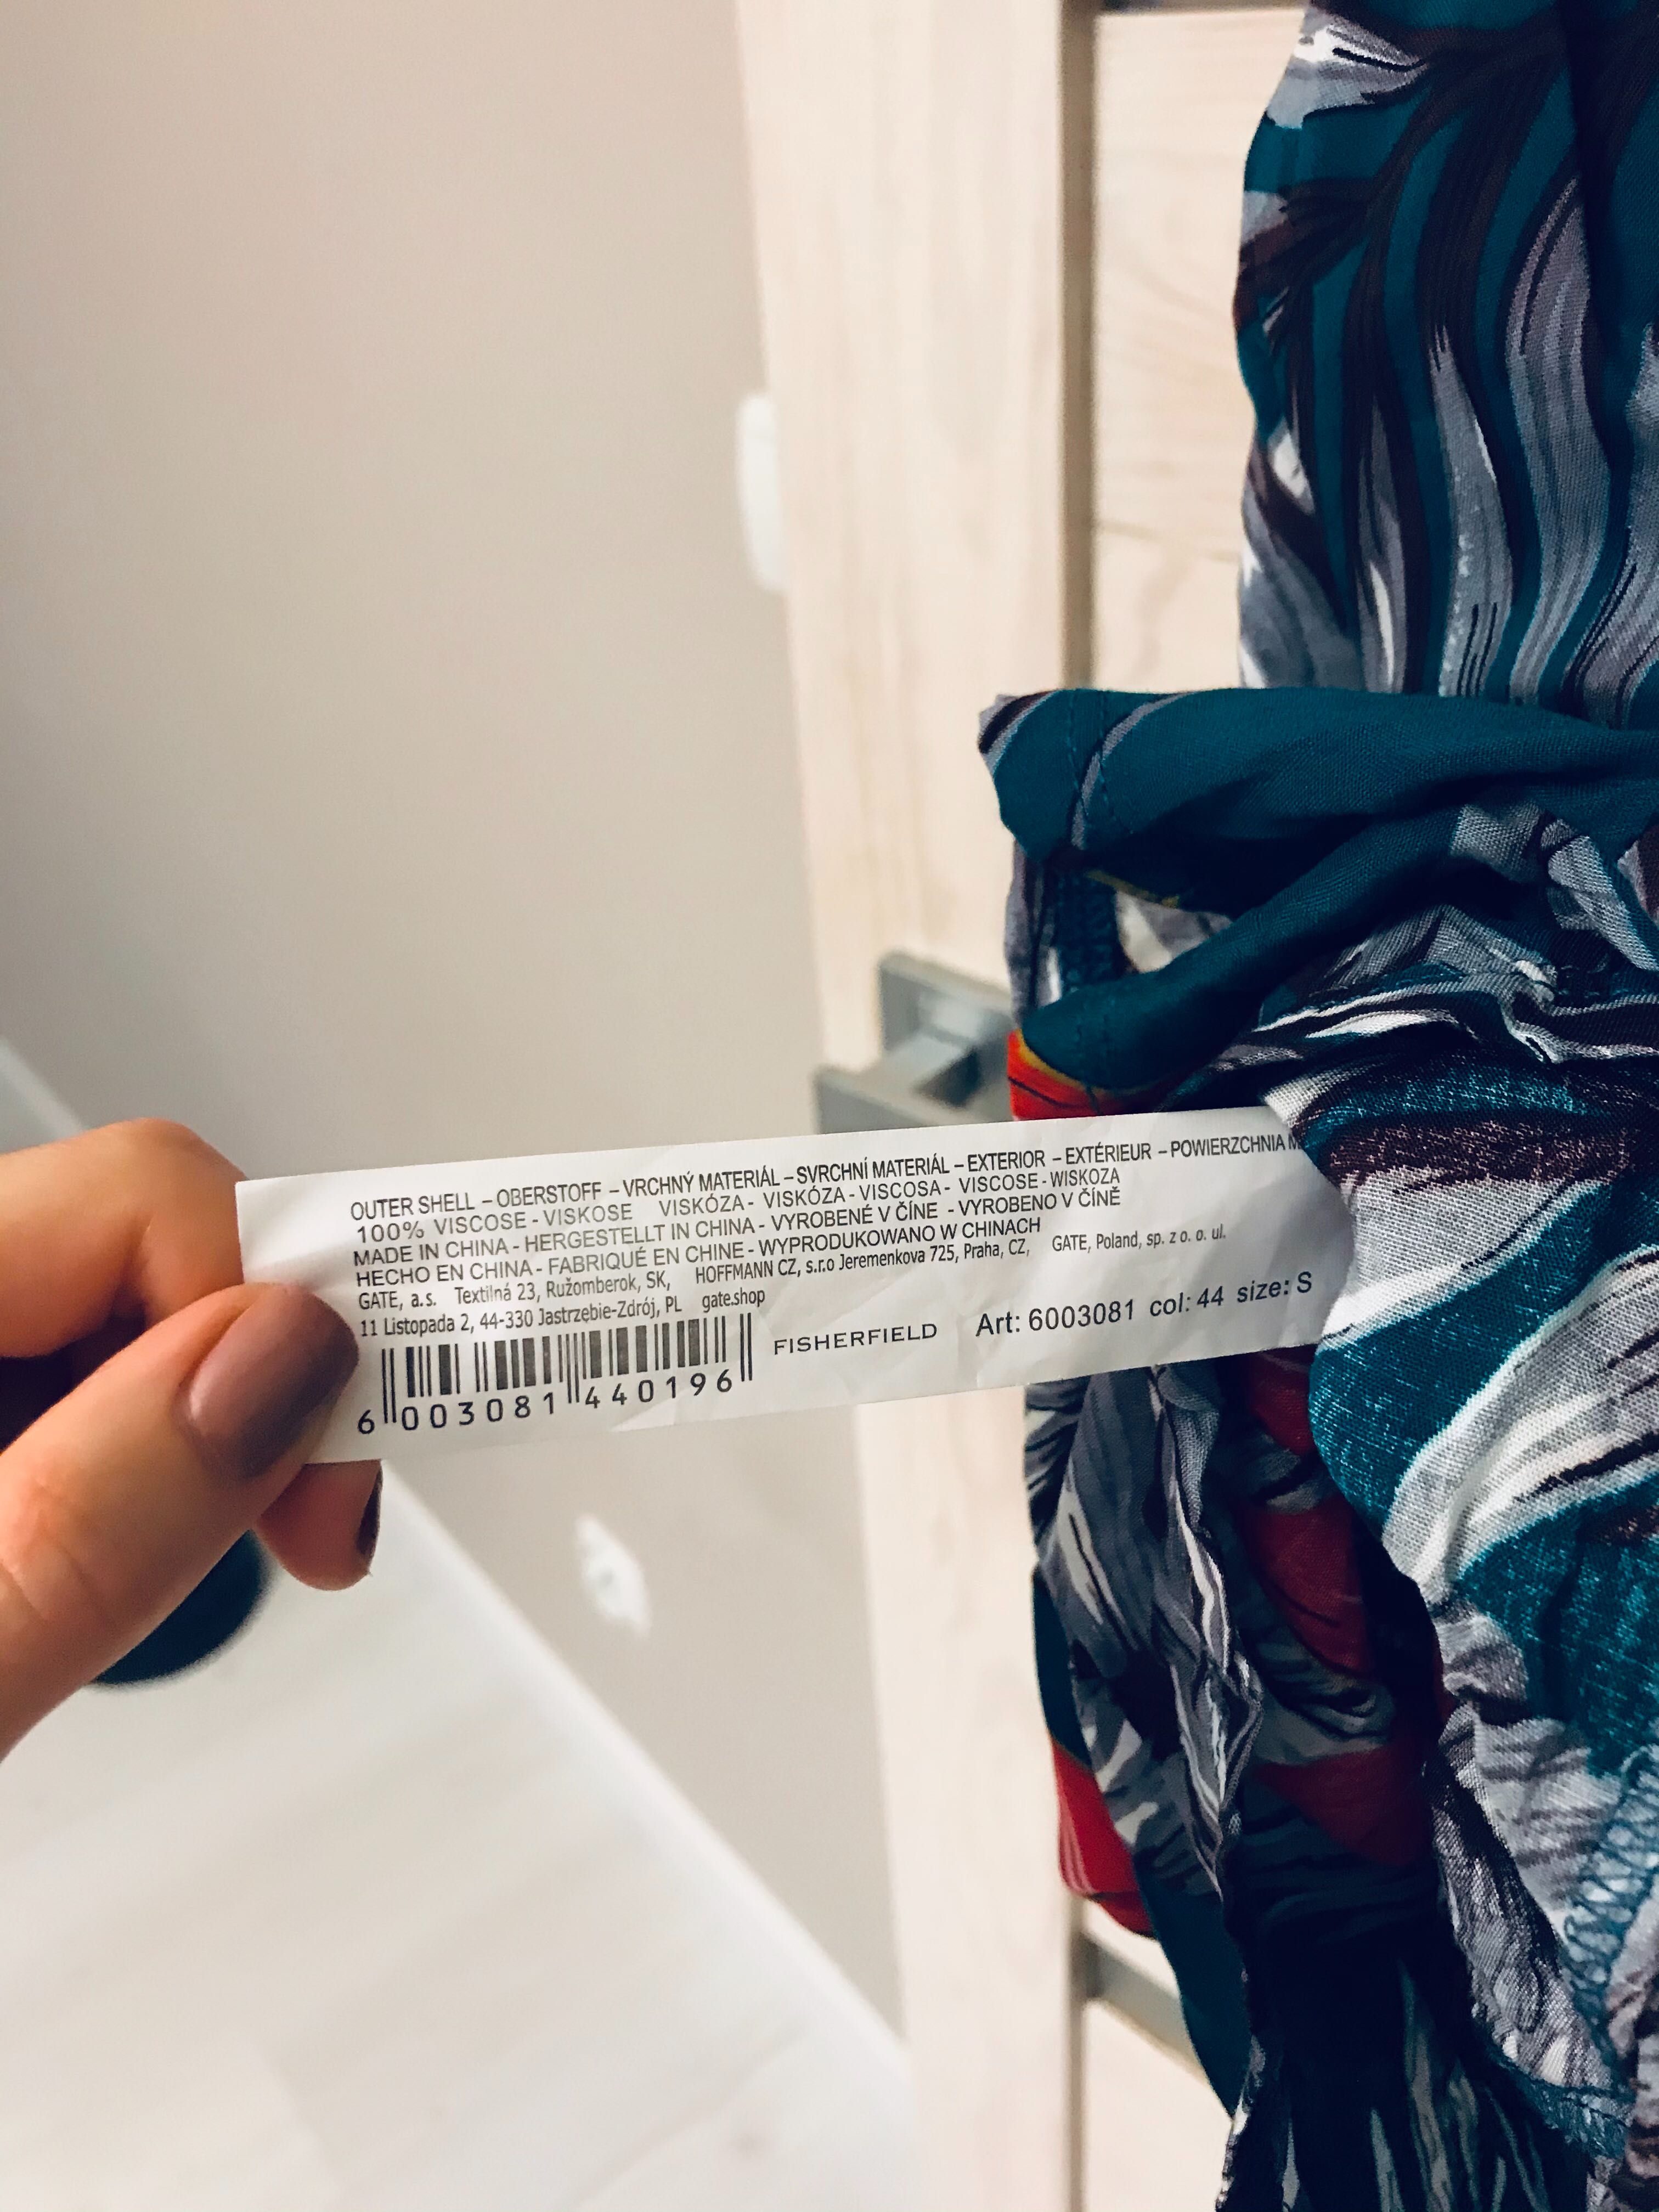 OUTER SHELL – OBERSTOFF – VRCHNÝ MATERIÁL – SVRCHNÍ MATERIÁL – EXTERIOR – EXTÉRIEUR – POWIERZCHNIA
100% VISCOSE - VISKOSE VISKÓZA - VISKÓZA - VISCOSA - VISCOSE - WISKOZA
MADE IN CHINA - HERGESTELLT IN CHINA - VYROBENÉ V ČÍNE - VYROBENO V ČÍNĚ
HECHO EN CHINA - FABRIQUÉ EN CHINE - WYPRODUKOWANO W CHINACH
GATE, a.s. Textilná 23, Ružomberok, SK, HOFFMANN CZ, s.r.o Jeremenkova 725, Praha, CZ, GATE, Poland, sp. z o. o. ul.
11 Listopada 2, 44-330 Jastrzębie-Zdrój, PL gate.shop
FISHERFIELD Art: 6003081 col: 44 size: S
6 003081 440196